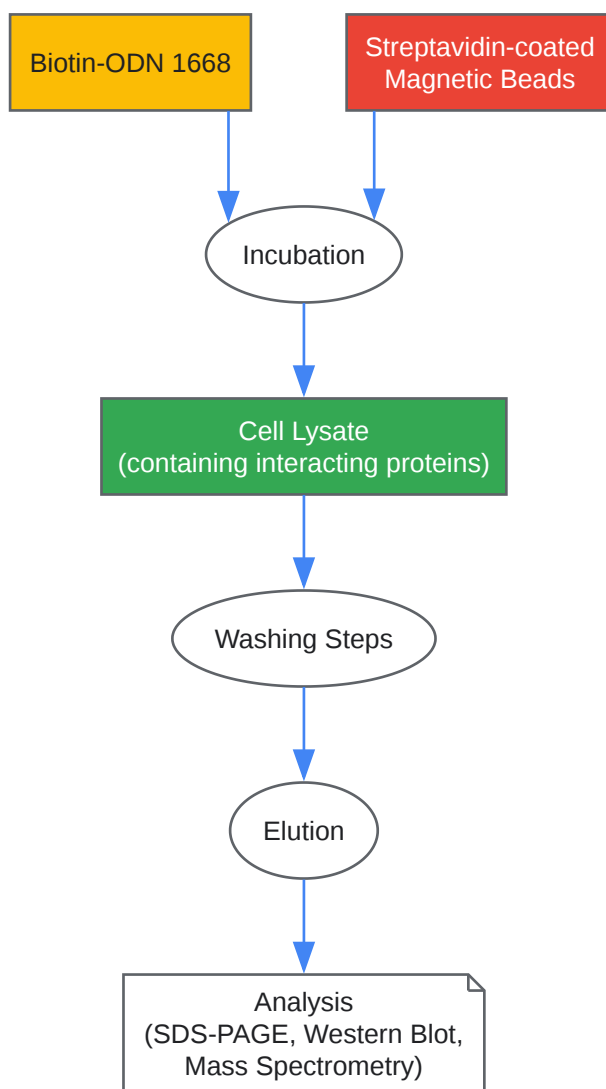 Biotin-ODN 1668
Streptavidin-coated
Magnetic Beads
Incubation
Cell Lysate
(containing interacting proteins)
Washing Steps
Elution
Analysis
(SDS-PAGE, Western Blot,
Mass Spectrometry)